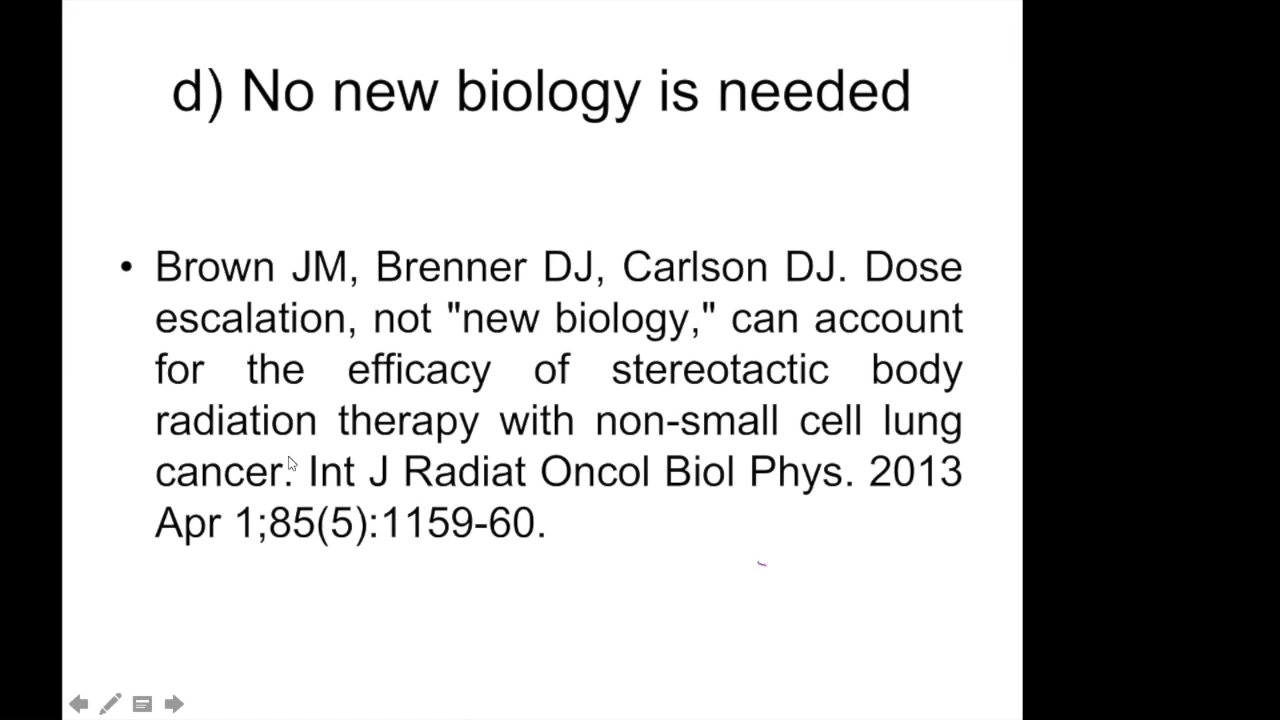 d) No new biology is needed
• Brown JM, Brenner DJ, Carlson DJ. Dose
escalation, not "new biology," can account
for the efficacy of stereotactic body
radiation therapy with non-small cell lung
cancer. Int J Radiat Oncol Biol Phys. 2013
Apr 1;85(5):1159-60.